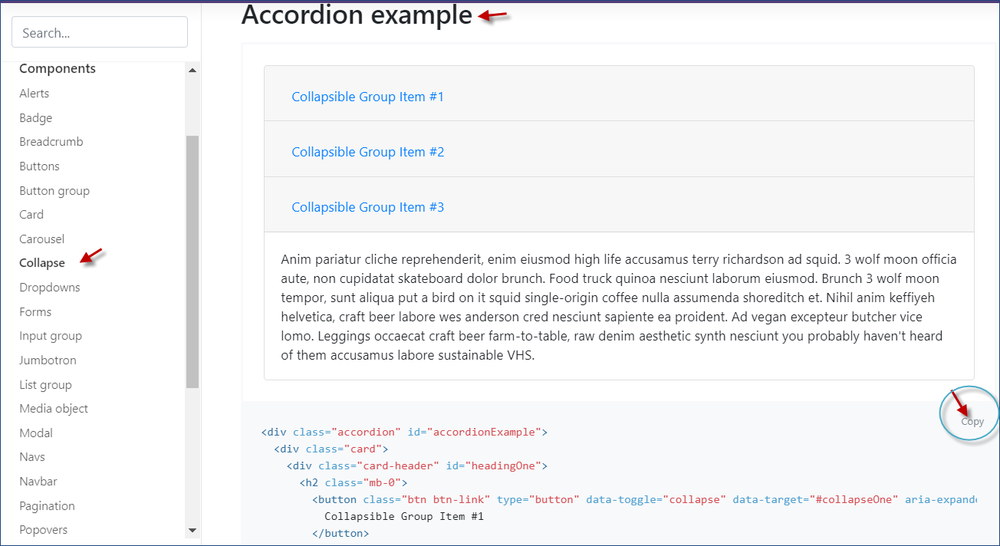 Accordion example
Search...
Components
Alerts
Badge
Breadcrumb
Buttons
Button group
Card
Carousel
Collapse
Dropdowns
Forms
Input group
Jumbotron
List group
Media object
Modal
Navs
Navbar
Pagination
Popovers
Collapsible Group Item #1
Collapsible Group Item #2
Collapsible Group Item #3
Anim pariatur cliche reprehenderit, enim eiusmod high life accusamus terry richardson ad squid. 3 wolf moon officia
aute, non cupidatat skateboard dolor brunch. Food truck quinoa nesciunt laborum eiusmod. Brunch 3 wolf moon
tempor, sunt aliqua put a bird on it squid single-origin coffee nulla assumenda shoreditch et. Nihil anim keffiyeh
helvetica, craft beer labore wes anderson cred nesciunt sapiente ea proident. Ad vegan excepteur butcher vice
lomo. Leggings occaecat craft beer farm-to-table, raw denim aesthetic synth nesciunt you probably haven't heard
of them accusamus labore sustainable VHS.
Copy
<div class="accordion" id="accordionExample">
<div class="card">
<div class="card-header" id="headingOne">
<h2 class="mb-0">
<button class="btn btn-link" type="button" data-toggle="collapse" data-target="#collapseOne" aria-expande
Collapsible Group Item #1
</button>